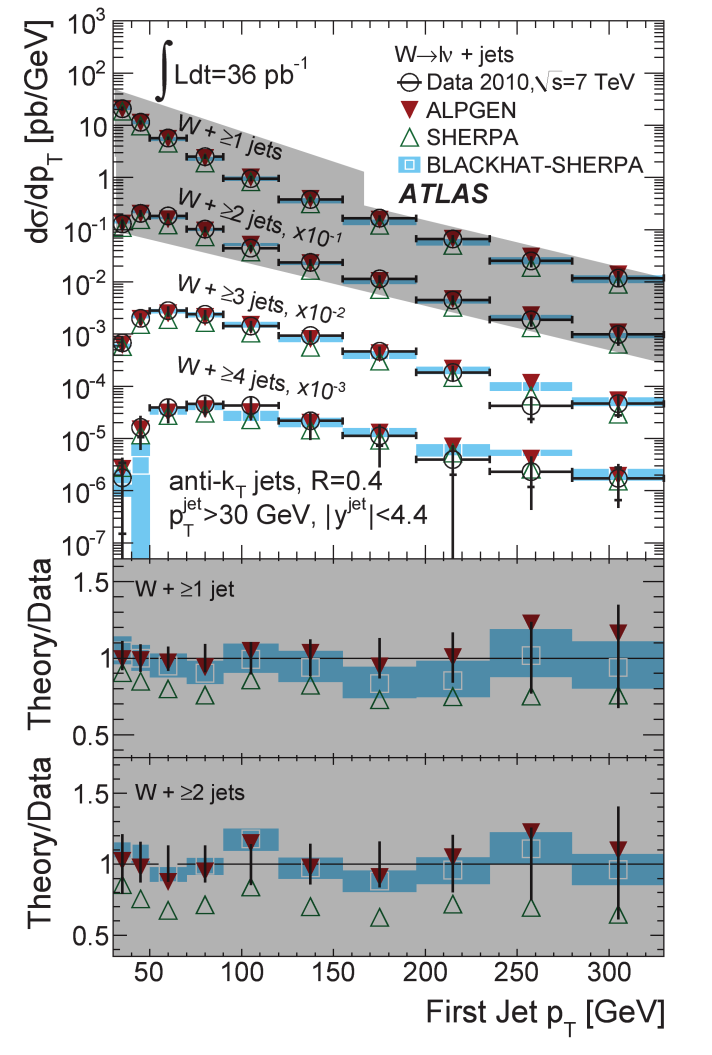 10³
10²
10
1
10⁻¹
10⁻²
10⁻³
10⁻⁴
10⁻⁵
10⁻⁶
10⁻⁷
dσ/dp_T [pb/GeV]
∫Ldt=36 pb⁻¹
W→lν + jets
Data 2010,√s=7 TeV
ALPGEN
SHERPA
BLACKHAT-SHERPA
ATLAS
W + ≥1 jets
W + ≥2 jets, x10⁻¹
W + ≥3 jets, x10⁻²
W + ≥4 jets, x10⁻³
anti-k_T jets, R=0.4
p_T^jet>30 GeV, |y^jet|<4.4
Theory/Data
1.5
1
0.5
W + ≥1 jet
Theory/Data
1.5
1
0.5
W + ≥2 jets
50 100 150 200 250 300
First Jet p_T [GeV]